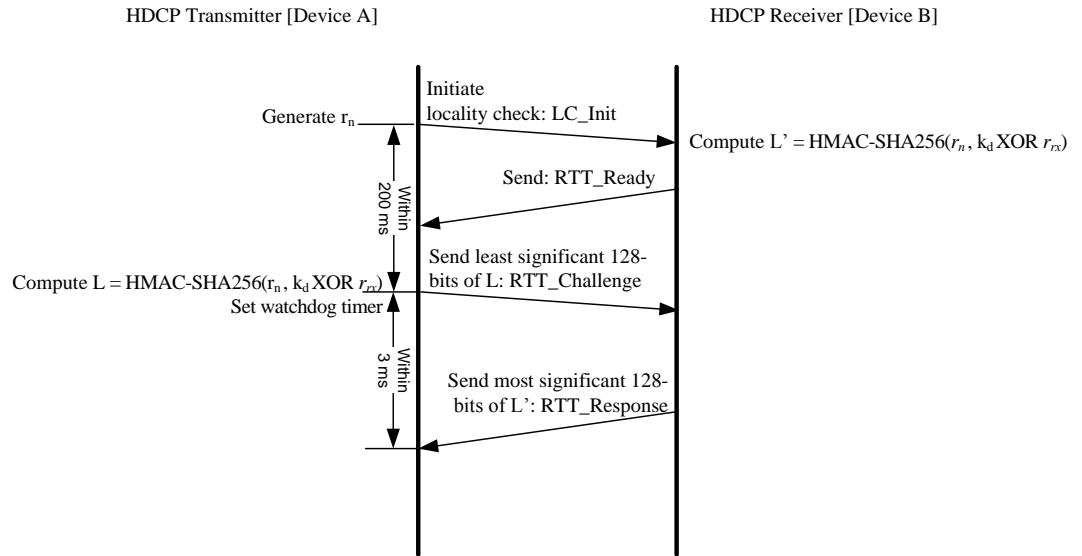 HDCP Transmitter [Device A]
HDCP Receiver [Device B]
Initiate
locality check: LC_Init
Generate rn
Compute L’ = HMAC-SHA256(rn, kd XOR rrx)
Send: RTT_Ready
Within
200 ms
Send least significant 128-
bits of L: RTT_Challenge
Compute L = HMAC-SHA256(rn, kd XOR rrx)
Set watchdog timer
Within
3 ms
Send most significant 128-
bits of L’: RTT_Response